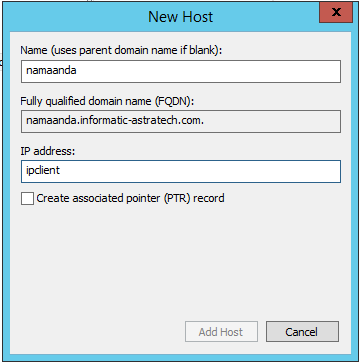 New Host
x
Name (uses parent domain name if blank):
namaanda
Fully qualified domain name (FQDN):
namaanda.informatic-astratech.com.
IP address:
ipclient
Create associated pointer (PTR) record
Add Host Cancel